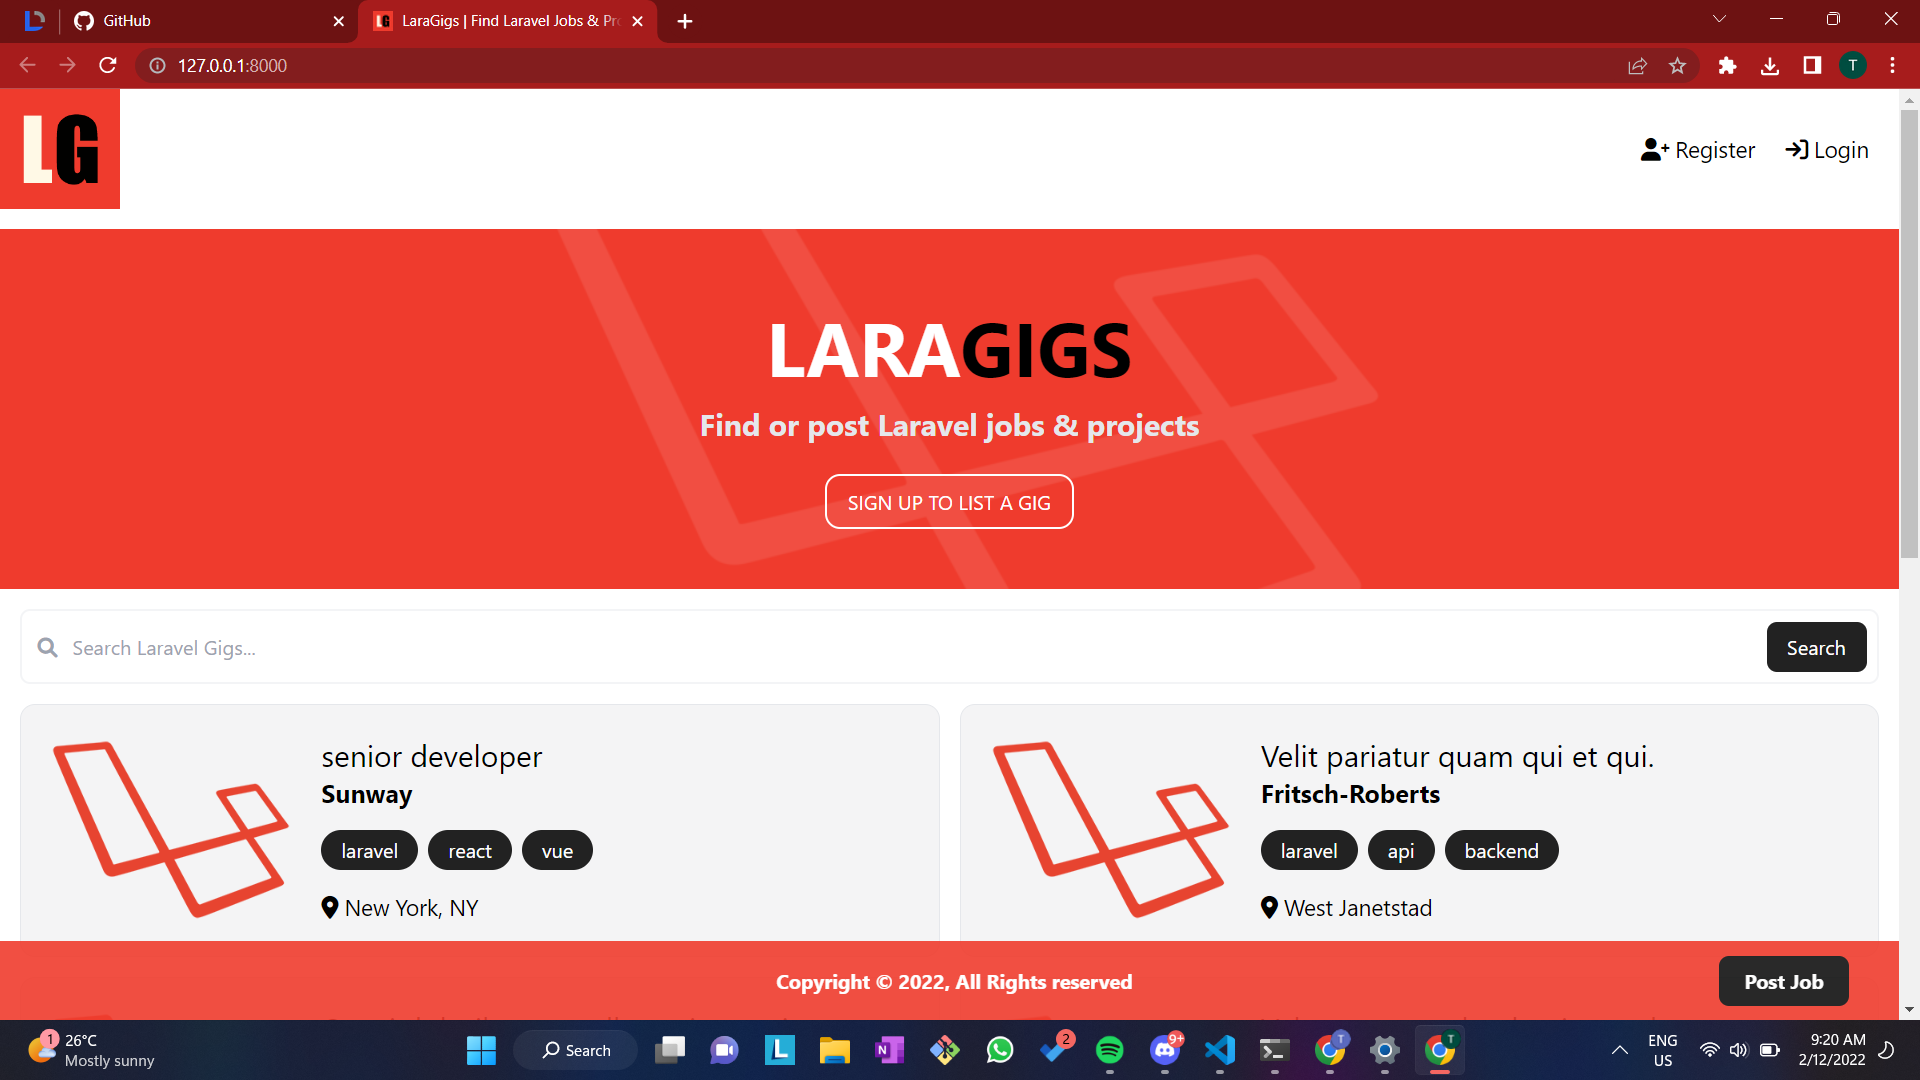 GitHub
LaraGigs | Find Laravel Jobs & Pr
127.0.0.1:8000
T
LG
Register
Login
LARAGIGS
Find or post Laravel jobs & projects
SIGN UP TO LIST A GIG
Search Laravel Gigs...
Search
senior developer
Sunway
laravel react vue
New York, NY
Velit pariatur quam qui et qui.
Fritsch-Roberts
laravel api backend
West Janetstad
Copyright © 2022, All Rights reserved
Post Job
1
26°C
Mostly sunny
Search
L
N
2
9+
T
T
ENG
US
9:20 AM
2/12/2022